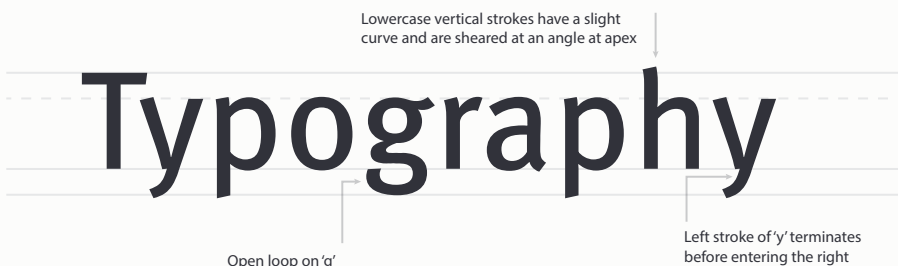 Lowercase vertical strokes have a slight
curve and are sheared at an angle at apex
Typography
Open loop on ‘g’
Left stroke of ‘y’ terminates
before entering the right